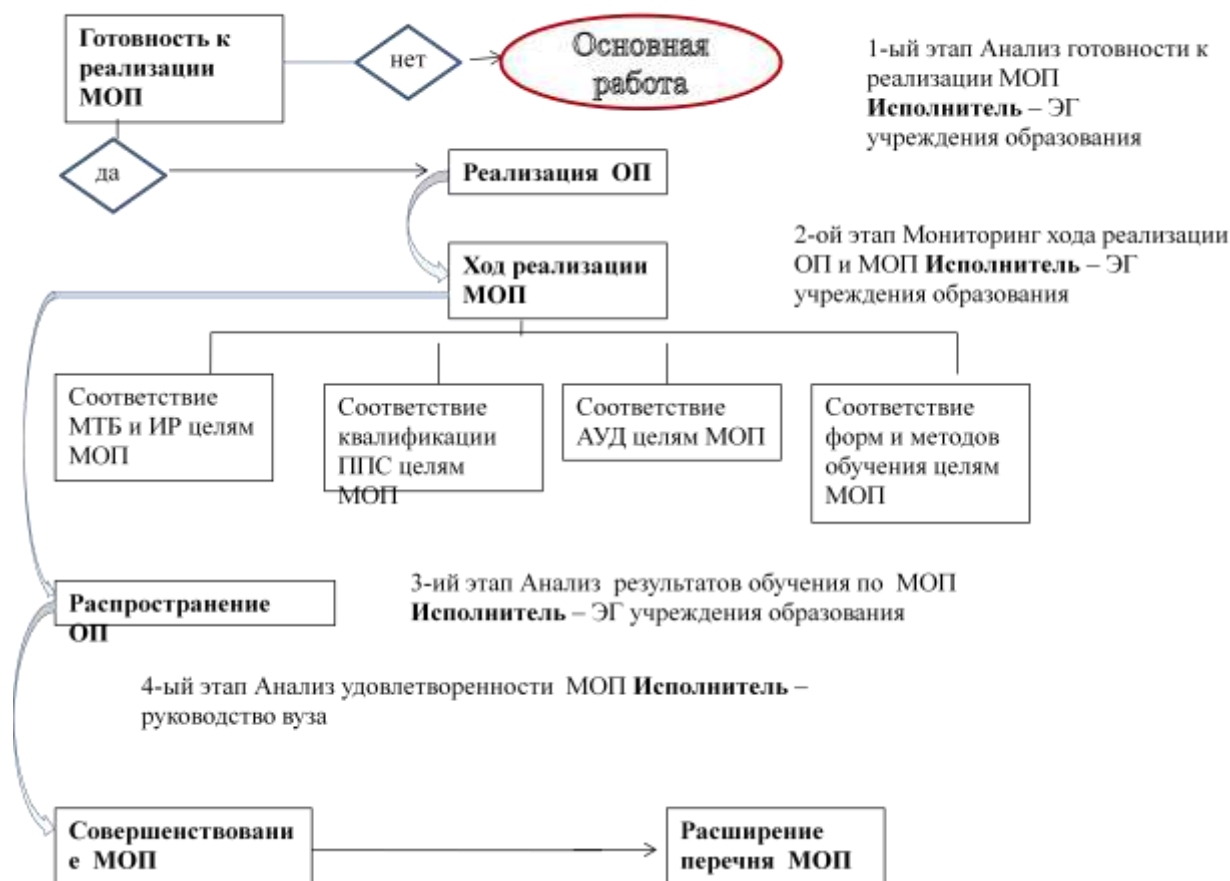 Готовность к
реализации
МОП
нет
Основная
работа
1-ый этап Анализ готовности к
реализации МОП
Исполнитель – ЭГ
учреждения образования
да
Реализация ОП
2-ой этап Мониторинг хода реализации
ОП и МОП Исполнитель – ЭГ
учреждения образования
Ход реализации
МОП
Соответствие
МТБ и ИР целям
МОП
Соответствие
квалификации
ППС целям
МОП
Соответствие
АУД целям МОП
Соответствие
форм и методов
обучения целям
МОП
Распространение
ОП
3-ий этап Анализ результатов обучения по МОП
Исполнитель – ЭГ учреждения образования
4-ый этап Анализ удовлетворенности МОП Исполнитель –
руководство вуза
Совершенствовани
е МОП
Расширение
перечня МОП